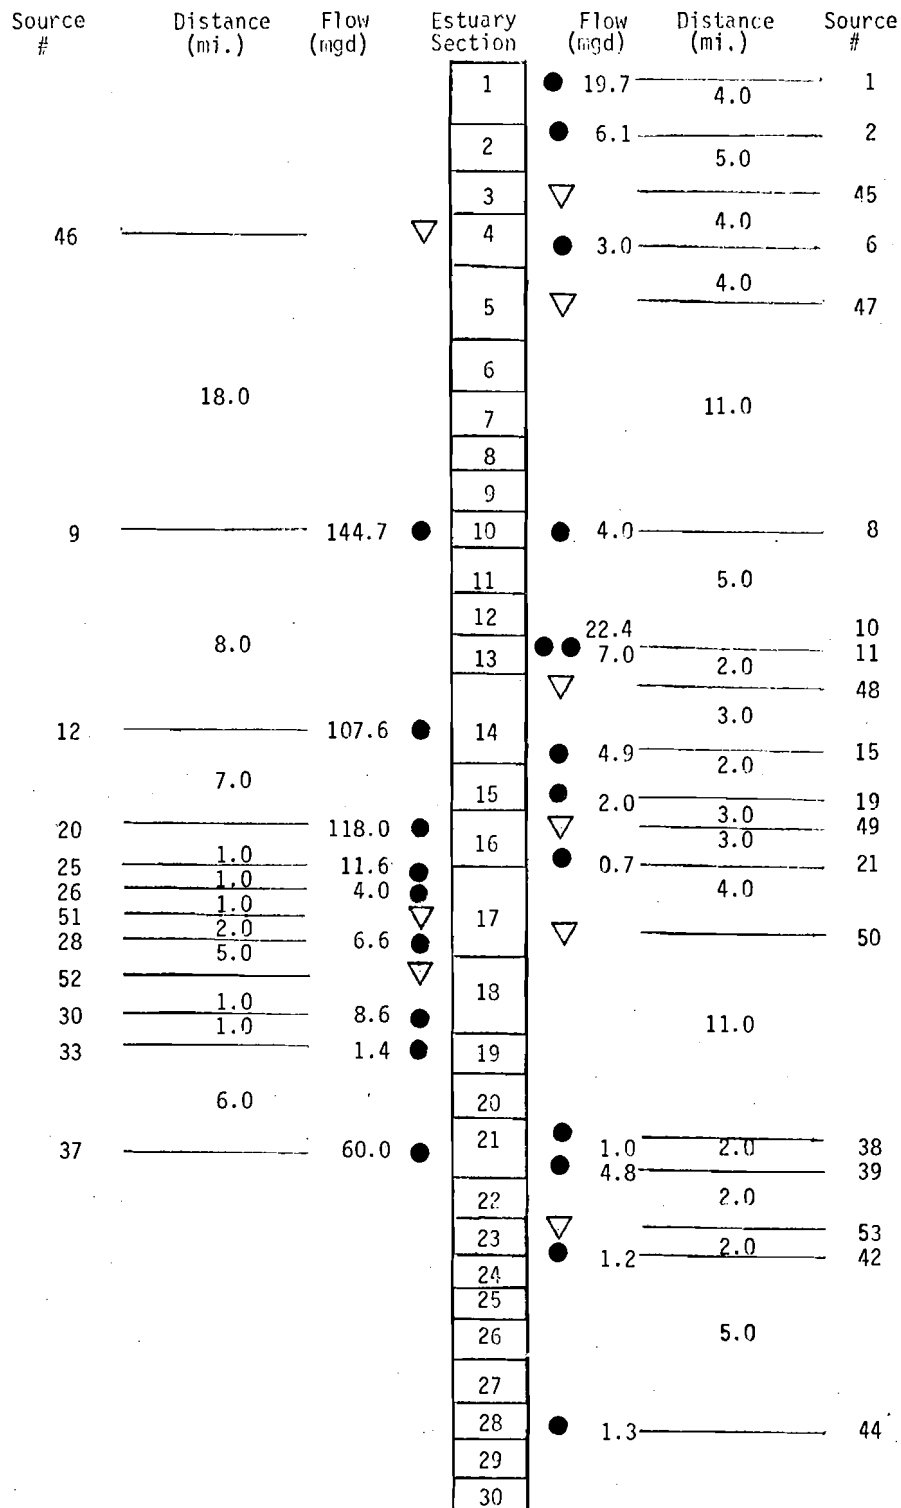 Source Distance Flow Estuary Flow Distance Source
# (mi.) (mgd) Section (mgd) (mi.) #
1 19.7 1
4.0
2 6.1 2
5.0
3 45
4.0
46 4 3.0 6
4.0
5 47
6
18.0 11.0
7
8
9
9 144.7 10 4.0 8
11 5.0
12 22.4 10
8.0 13 7.0 11
2.0
48
3.0
12 107.6 14 4.9 15
2.0
7.0 15 2.0 19
3.0
20 118.0 16 49
1.0 3.0
25 11.6 0.7 21
1.0 4.0
26 4.0
1.0
51 17
2.0
28 6.6 50
5.0
52 18
1.0
30 8.6 11.0
1.0
33 1.4 19
6.0 20
37 60.0 21 1.0 2.0 38
4.8 39
22 2.0
23 53
2.0
1.2 42
24
25
26 5.0
27
28 1.3 44
29
30